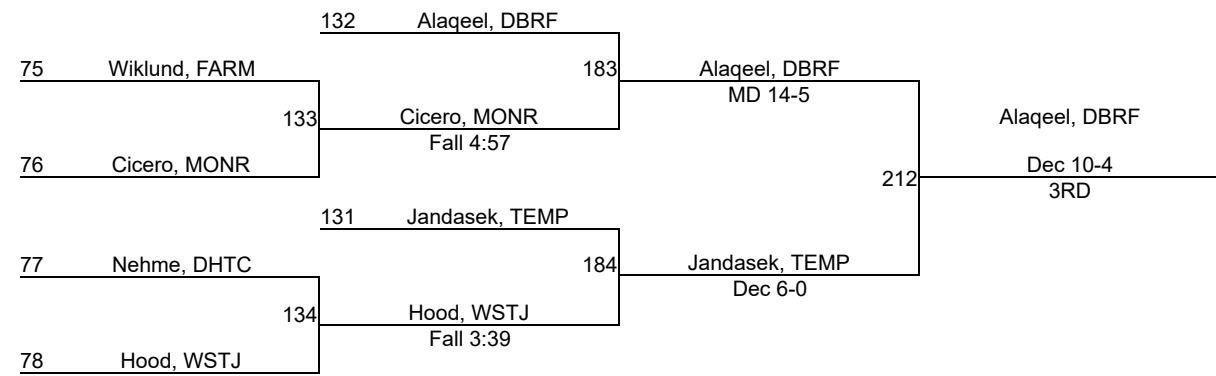 132 Alaqeel, DBRF
75 Wiklund, FARM
183 Alaqeel, DBRF
MD 14-5
133 Cicero, MONR
Fall 4:57
Alaqeel, DBRF
76 Cicero, MONR
212 Dec 10-4
3RD
131 Jandasek, TEMP
77 Nehme, DHTC
184 Jandasek, TEMP
Dec 6-0
134 Hood, WSTJ
Fall 3:39
78 Hood, WSTJ